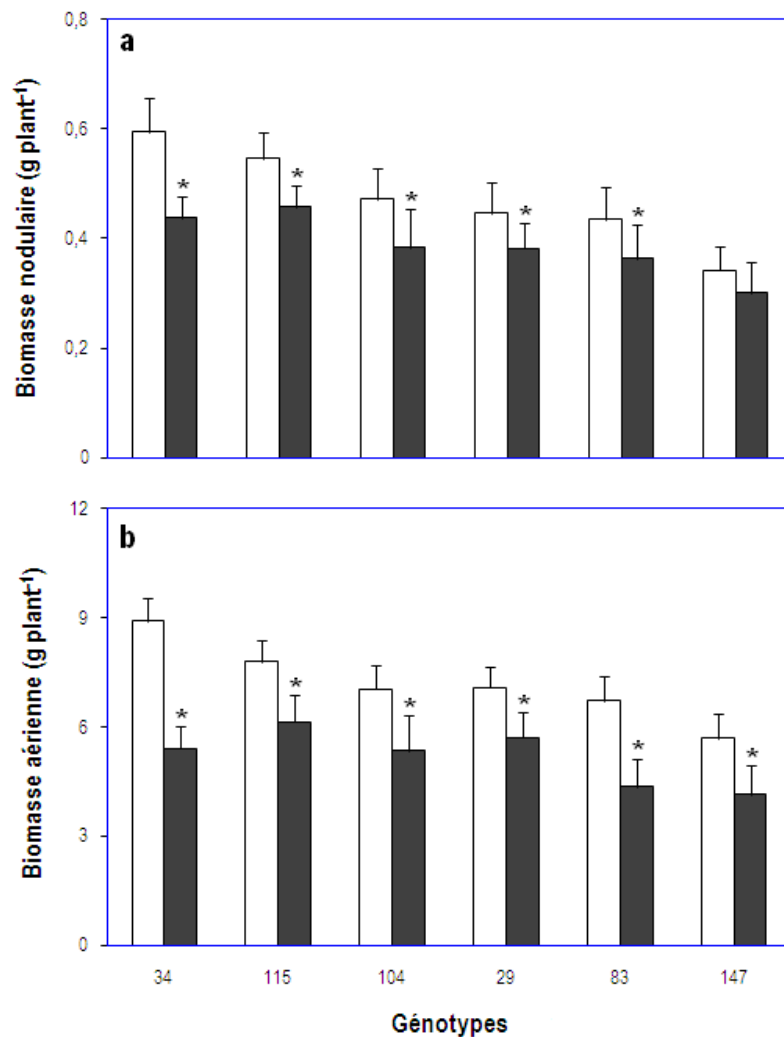 a
Biomasse nodulaire (g plant⁻¹)
0,8
0,6
0,4
0,2
0
* * * * *
b
Biomasse aérienne (g plant⁻¹)
12
9
6
3
0
* * * * * *
34 115 104 29 83 147
Génotypes